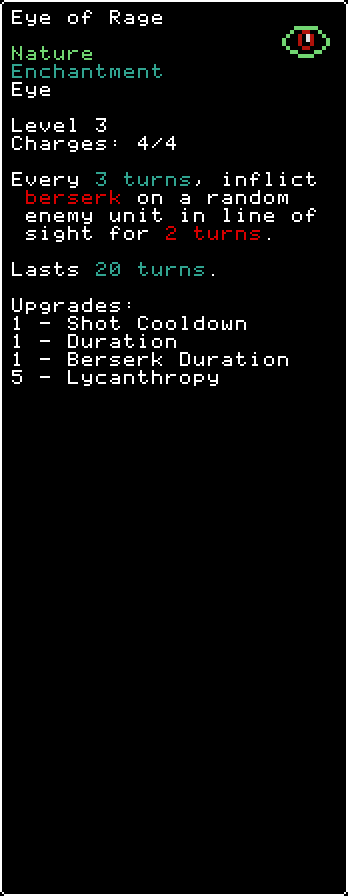 Eye of Rage
Nature
Enchantment
Eye
Level 3
Charges: 4/4
Every 3 turns, inflict
berserk on a random
enemy unit in line of
sight for 2 turns.
Lasts 20 turns.
Upgrades:
1 - Shot Cooldown
1 - Duration
1 - Berserk Duration
5 - Lycanthropy